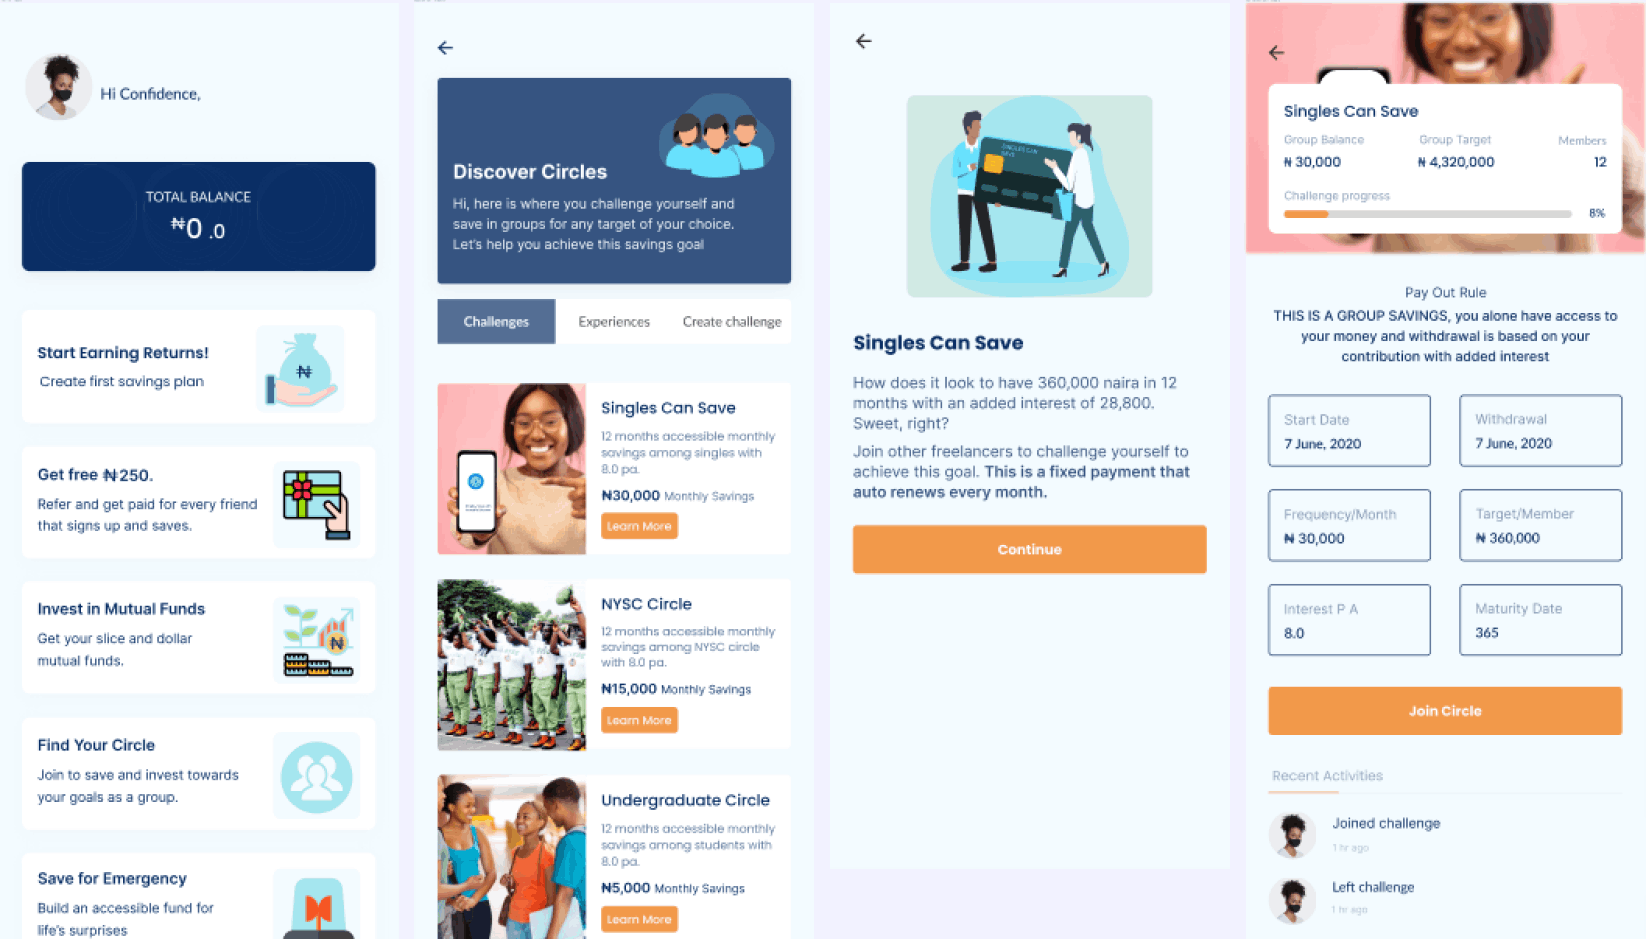 Hi Confidence,
TOTAL BALANCE
₦0 .0
Start Earning Returns!
Create first savings plan
₦
Get free ₦250.
Refer and get paid for every friend
that signs up and saves.
Invest in Mutual Funds
Get your slice and dollar
mutual funds.
₦
Find Your Circle
Join to save and invest towards
your goals as a group.
Save for Emergency
Build an accessible fund for
life's surprises
Discover Circles
Hi, here is where you challenge yourself and
save in groups for any target of your choice.
Let's help you achieve this savings goal
Challenges
Experiences
Create challenge
Singles Can Save
12 months accessible monthly
savings among singles with
8.0 pa.
₦30,000 Monthly Savings
Learn More
NYSC Circle
12 months accessible monthly
savings among NYSC circle
with 8.0 pa.
₦15,000 Monthly Savings
Learn More
Undergraduate Circle
12 months accessible monthly
savings among students with
8.0 pa.
₦5,000 Monthly Savings
Learn More
SINGLES CAN
SAVE
Singles Can Save
How does it look to have 360,000 naira in 12
months with an added interest of 28,800.
Sweet, right?
Join other freelancers to challenge yourself to
achieve this goal. This is a fixed payment that
auto renews every month.
Continue
Singles Can Save
Group Balance
₦ 30,000
Group Target
₦ 4,320,000
Members
12
Challenge progress
8%
Pay Out Rule
THIS IS A GROUP SAVINGS, you alone have access to
your money and withdrawal is based on your
contribution with added interest
Start Date
7 June, 2020
Withdrawal
7 June, 2020
Frequency/Month
₦ 30,000
Target/Member
₦ 360,000
Interest P A
8.0
Maturity Date
365
Join Circle
Recent Activities
Joined challenge
1 hr ago
Left challenge
1 hr ago